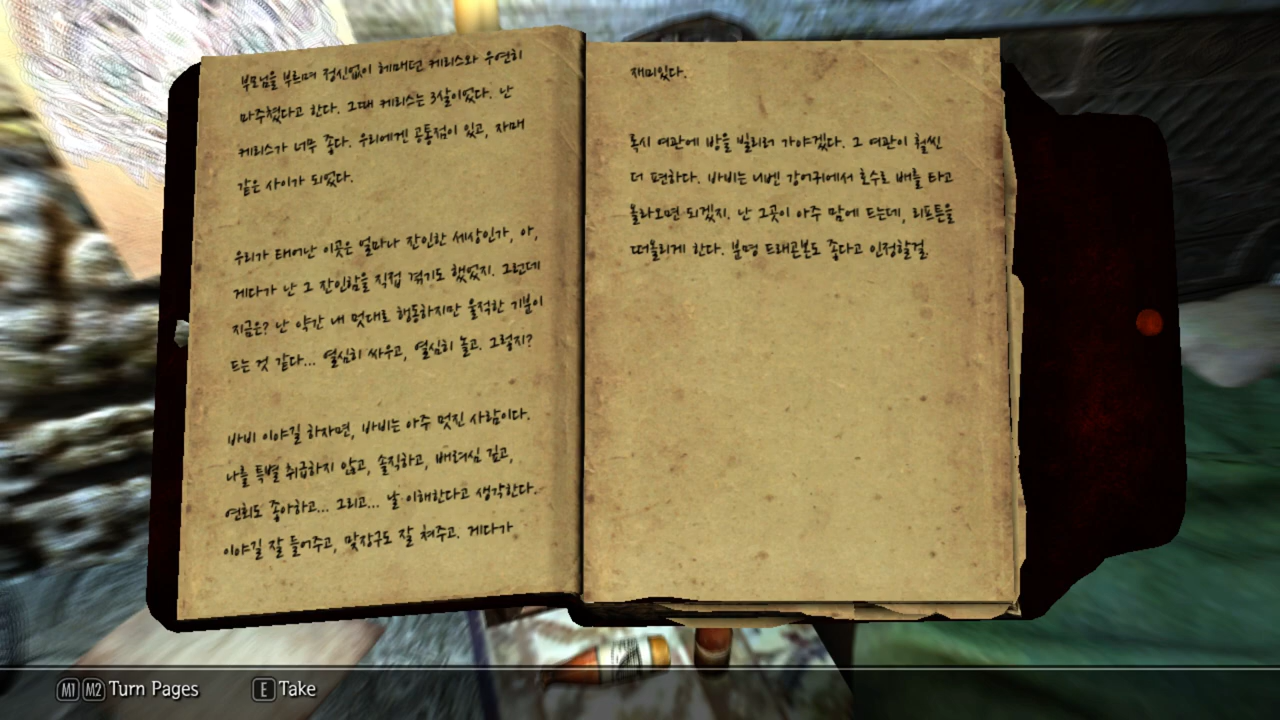 부모님을 부르며 정신없이 헤매던 케리스와 우연히
마주쳤다고 한다. 그때 케리스는 3살이었다. 난
케리스가 너무 좋다. 우리에겐 공통점이 있고, 자매
같은 사이가 되었다.
우리가 태어난 이곳은 얼마나 잔인한 세상인가, 아,
게다가 난 그 잔인함을 직접 겪기도 했었지. 그런데
지금은? 난 약간 내 멋대로 행동하지만 울적한 기분이
드는 것 같다... 열심히 싸우고, 열심히 놀고. 그렇지?
바비 이야길 하자면, 바비는 아주 멋진 사람이다.
나를 특별 취급하지 않고, 솔직하고, 배려심 깊고,
연회도 좋아하고... 그리고... 날 이해한다고 생각한다.
이야길 잘 들어주고, 맞장구도 잘 쳐주고. 게다가
재미있다.
록시 여관에 방을 빌리러 가야겠다. 그 여관이 훨씬
더 편하다. 바비는 니벤 강어귀에서 호수로 배를 타고
올라오면 되겠지. 난 그곳이 아주 맘에 드는데, 리프튼을
떠올리게 한다. 분명 드래곤본도 좋다고 인정할걸.
M1 M2 Turn Pages
E Take